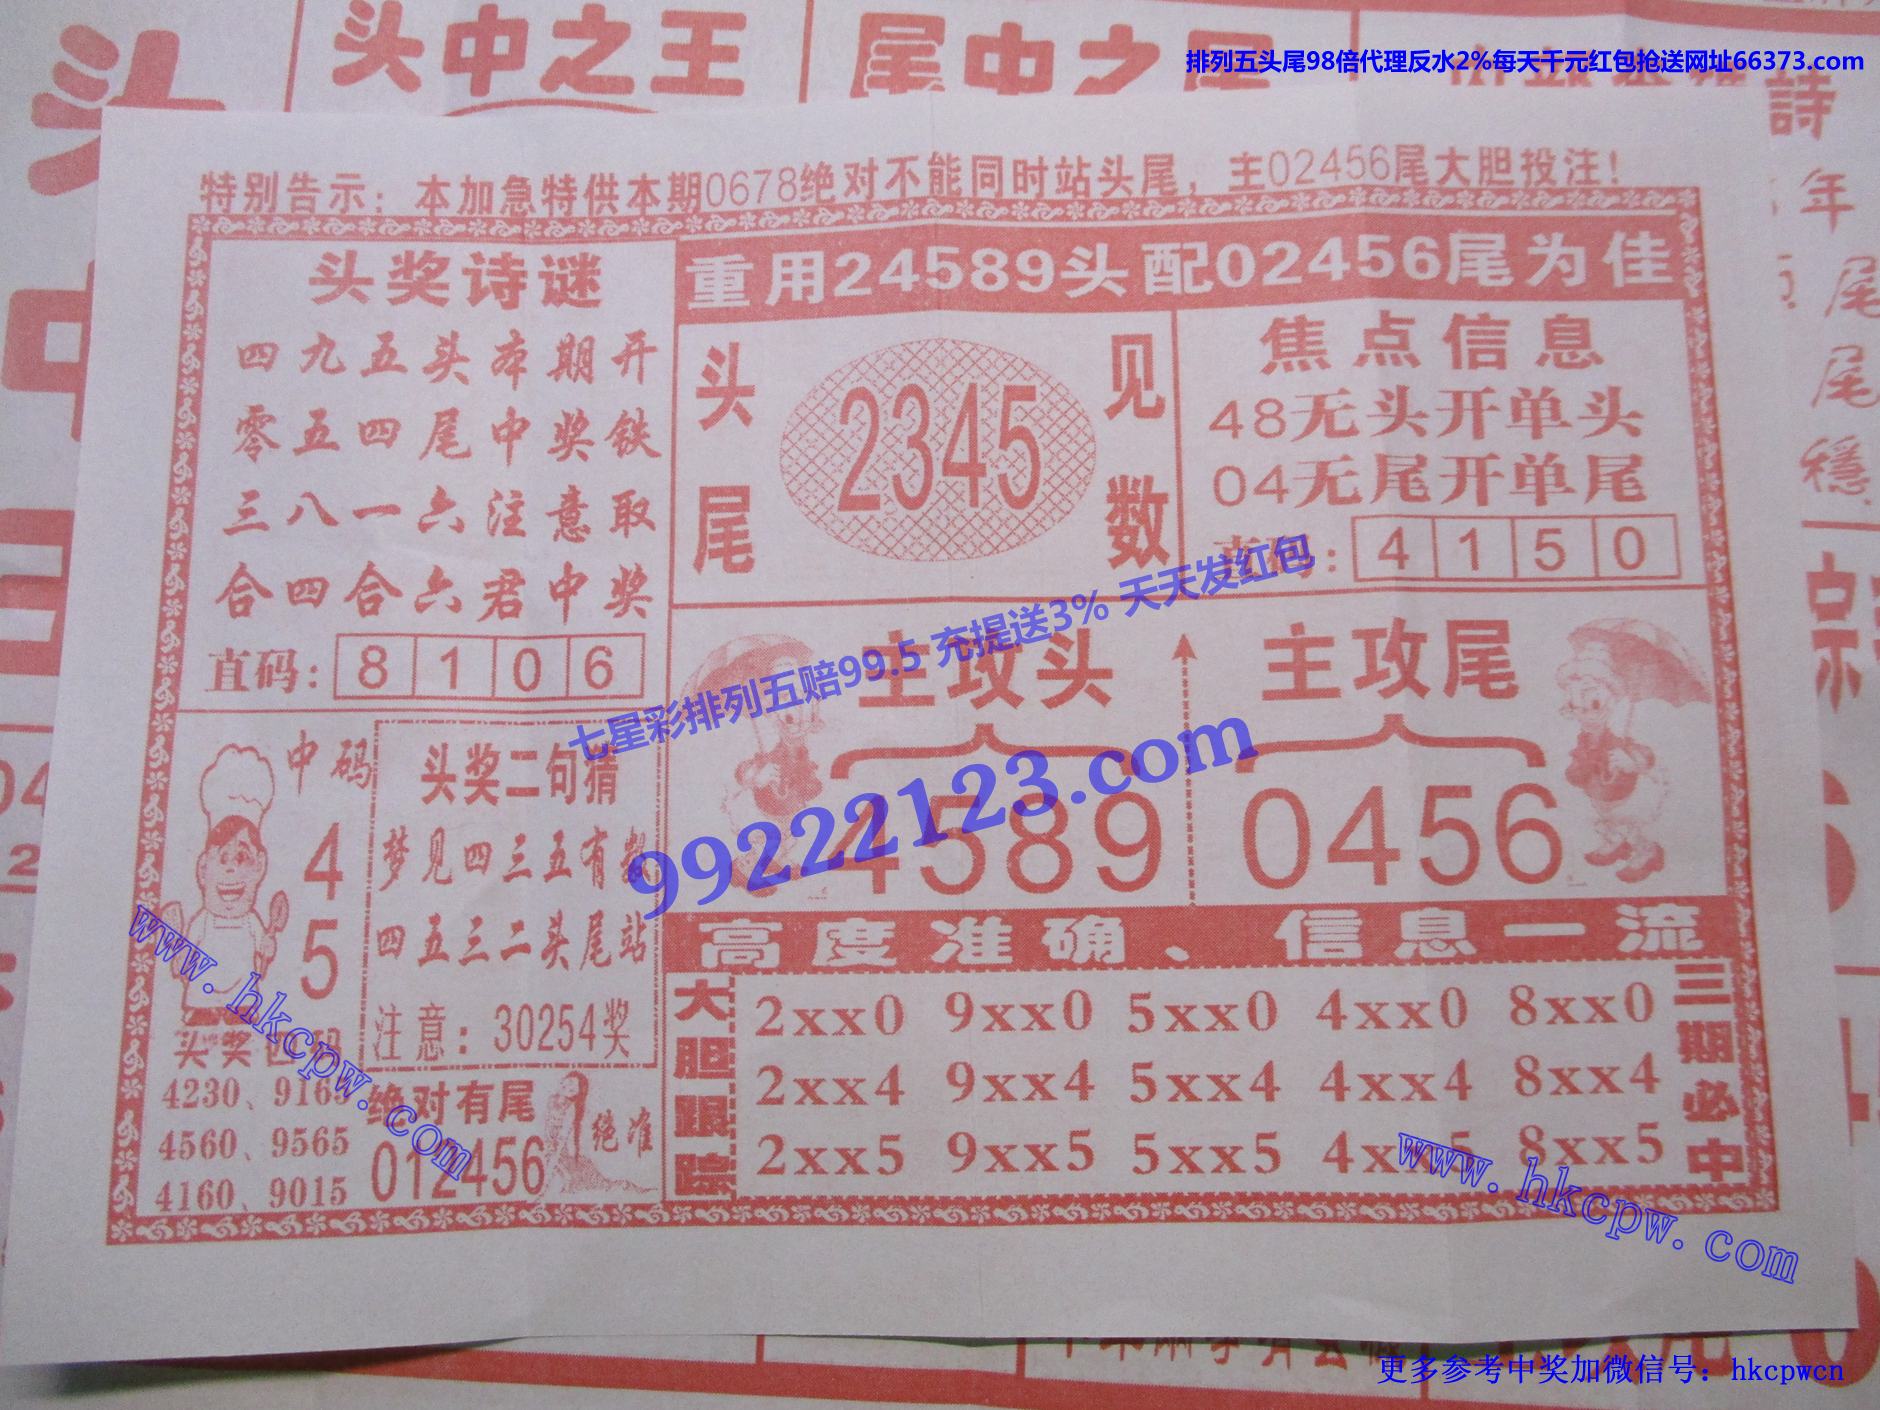 头中之王
排列五头尾98倍代理反水2%每天千元红包抢送网址66373.com
特别告示：本加急特供本期0678绝对不能同时站头尾，主02456尾大胆投注！
头奖诗谜
四九五头本期开
零五四尾中奖铁
三八一六注意取
合四合六君中奖
直码：8106
重用24589头配02456尾为佳
头尾
2345
见数
焦点信息
48无头开单头
04无尾开单尾
直码：4150
七星彩排列五赔99.5 充提送3% 天天发红包
99222123.com
主攻头
4589
主攻尾
0456
中码
4
5
头奖二句猜
梦见四三五有数
四五三二头尾站
注意：30254奖
头奖四码
4230、9165
4560、9565
4160、9015
绝对有尾
012456
绝准
高度准确、信息一流
大胆跟踪
2xx0 9xx0 5xx0 4xx0 8xx0
2xx4 9xx4 5xx4 4xx4 8xx4
2xx5 9xx5 5xx5 4xx5 8xx5
三期必中
www.hkcpw.com
www.hkcpw.com
更多参考中奖加微信号：hkcpwcn